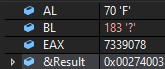 AL 70 'F'
BL 183 '?'
EAX 7339078
&Result 0x00274003